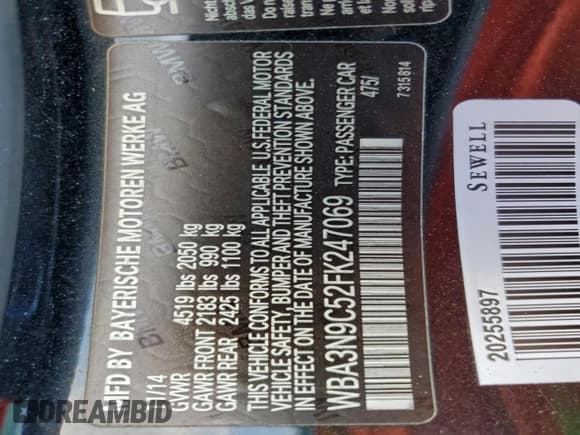 MFD BY BAYERISCHE MOTOREN WERKE AG
GVWR 4519 lbs 2050 kg
GAWR FRONT 2183 lbs 990 kg
GAWR REAR 2425 lbs 1100 kg
THIS VEHICLE CONFORMS TO ALL APPLICABLE U.S. FEDERAL MOTOR
VEHICLE SAFETY, BUMPER AND THEFT PREVENTION STANDARDS
IN EFFECT ON THE DATE OF MANUFACTURE SHOWN ABOVE.
WBA3N9C52FK247069 TYPE: PASSENGER CAR
475/
7315814
SEWELL
20255897
DREAMBID